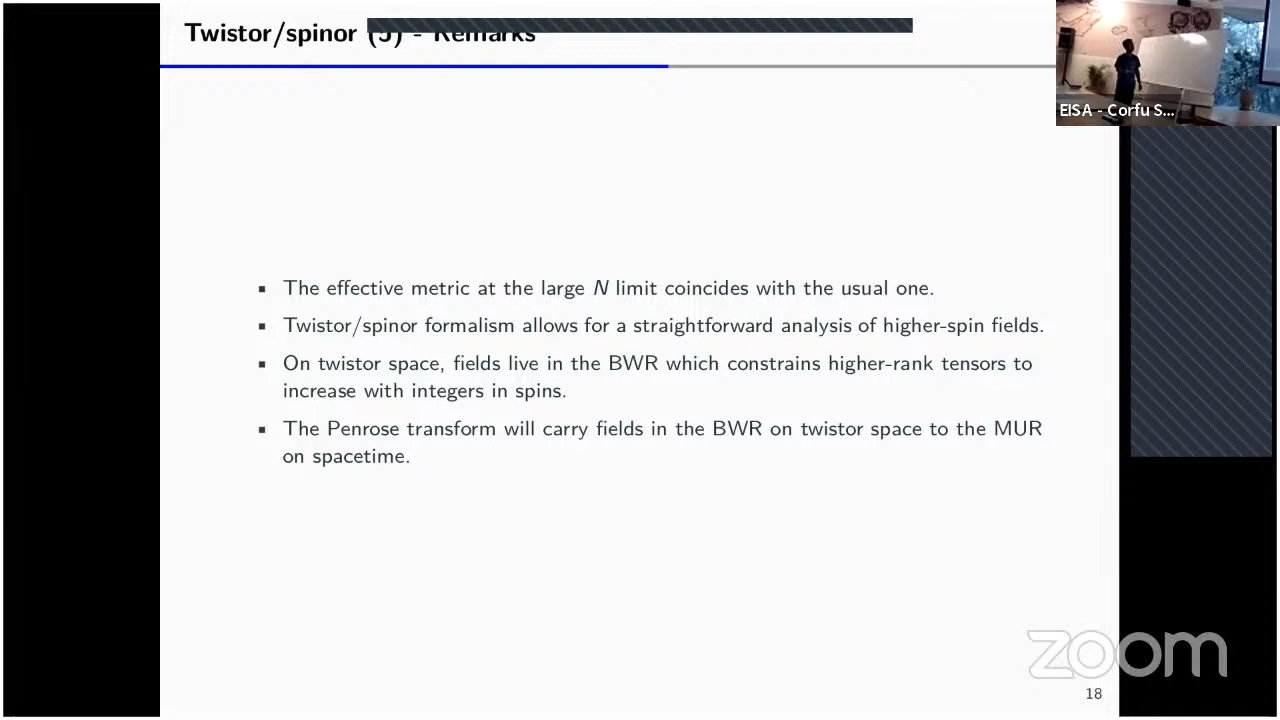 Twistor/spinor (5) - Remarks
EISA - Corfu S...
▪ The effective metric at the large N limit coincides with the usual one.
▪ Twistor/spinor formalism allows for a straightforward analysis of higher-spin fields.
▪ On twistor space, fields live in the BWR which constrains higher-rank tensors to
increase with integers in spins.
▪ The Penrose transform will carry fields in the BWR on twistor space to the MUR
on spacetime.
zoom
18